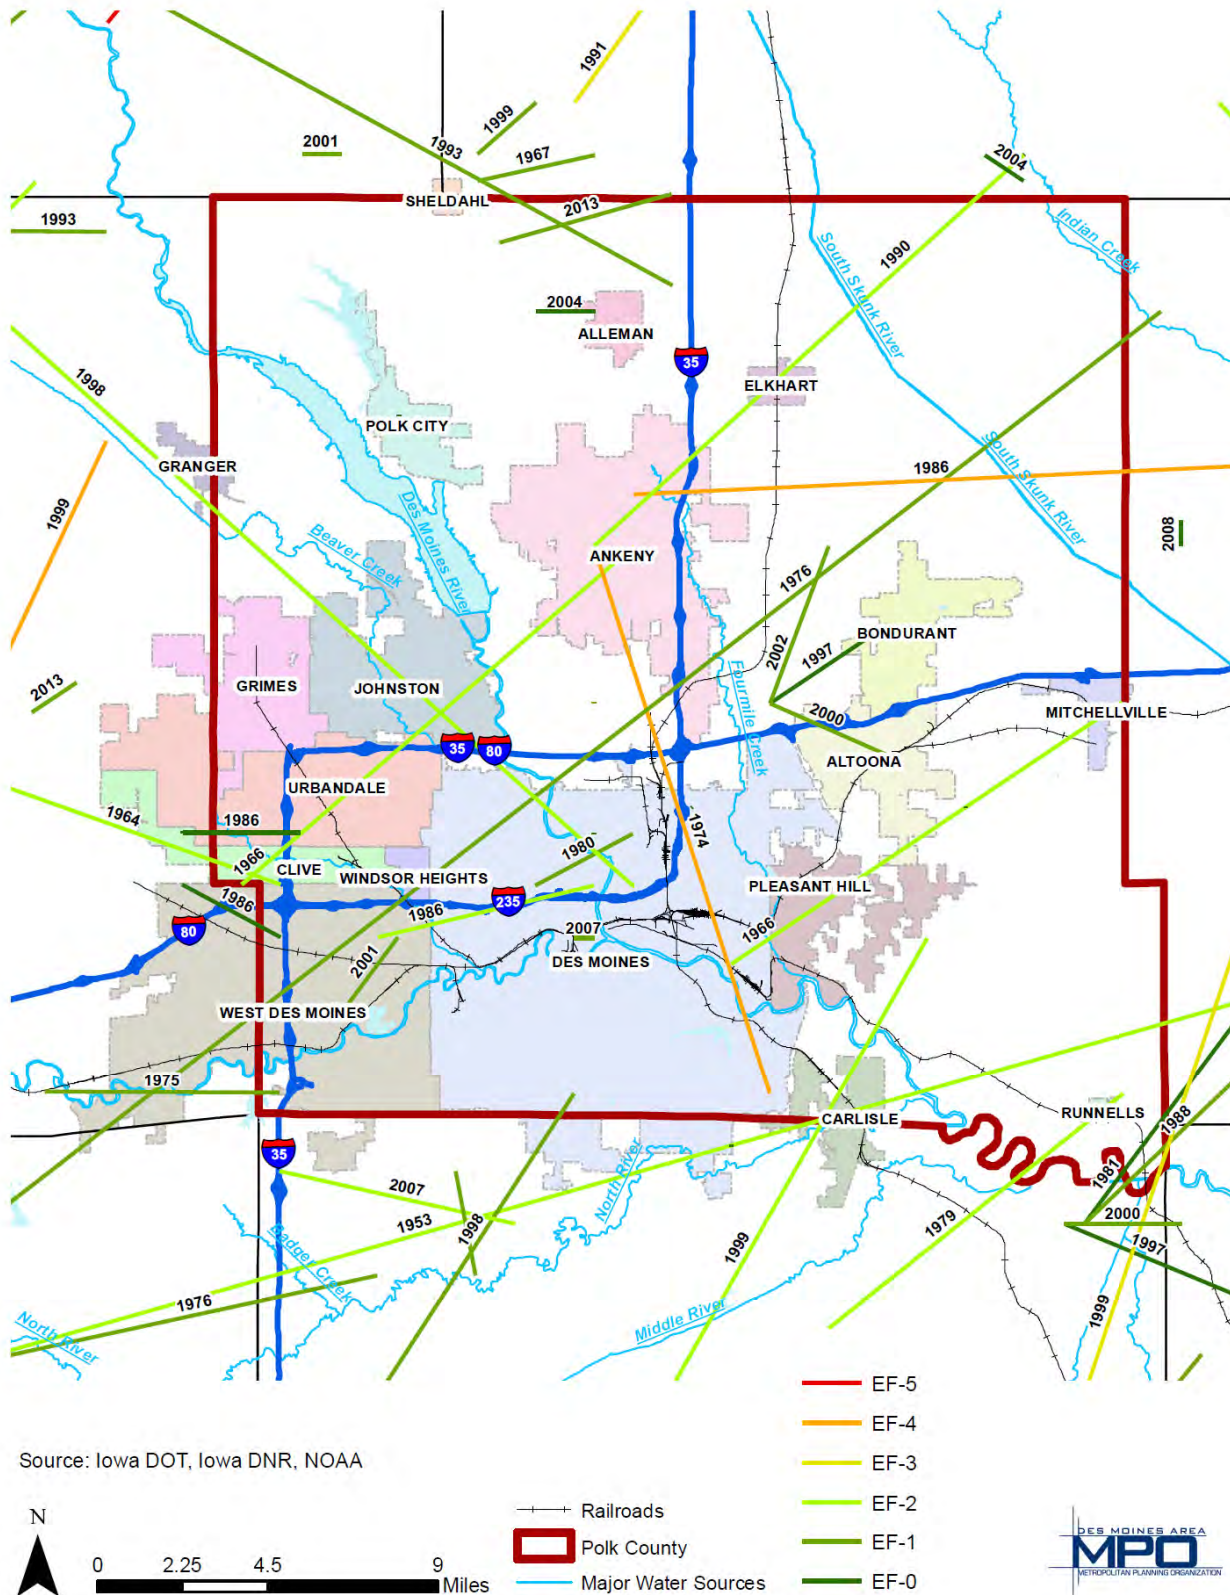 1991
1999
2001
1993
1967
2004
SHELDAHL
2013
1993
Indian Creek
1990
South Skunk River
2004
ALLEMAN
35
1998
ELKHART
POLK CITY
GRANGER
South Skunk River
1986
1999
Des Moines River
Beaver Creek
2008
ANKENY
1976
BONDURANT
2002
1997
Fourmile Creek
2013
GRIMES
JOHNSTON
2000
MITCHELLVILLE
35
80
ALTOONA
URBANDALE
1964
1986
1974
1980
1966
CLIVE
WINDSOR HEIGHTS
PLEASANT HILL
1986
235
1986
80
2007
1966
2001
DES MOINES
WEST DES MOINES
1975
CARLISLE
RUNNELLS
1988
35
1981
2007
North River
1953
1998
2000
1979
1999
1997
Badger Creek
1976
North River
Middle River
1999
EF-5
EF-4
Source: Iowa DOT, Iowa DNR, NOAA
EF-3
EF-2
N
Railroads
EF-1
Polk County
0 2.25 4.5 9
Miles
Major Water Sources
EF-0
DES MOINES AREA
MPO
METROPOLITAN PLANNING ORGANIZATION